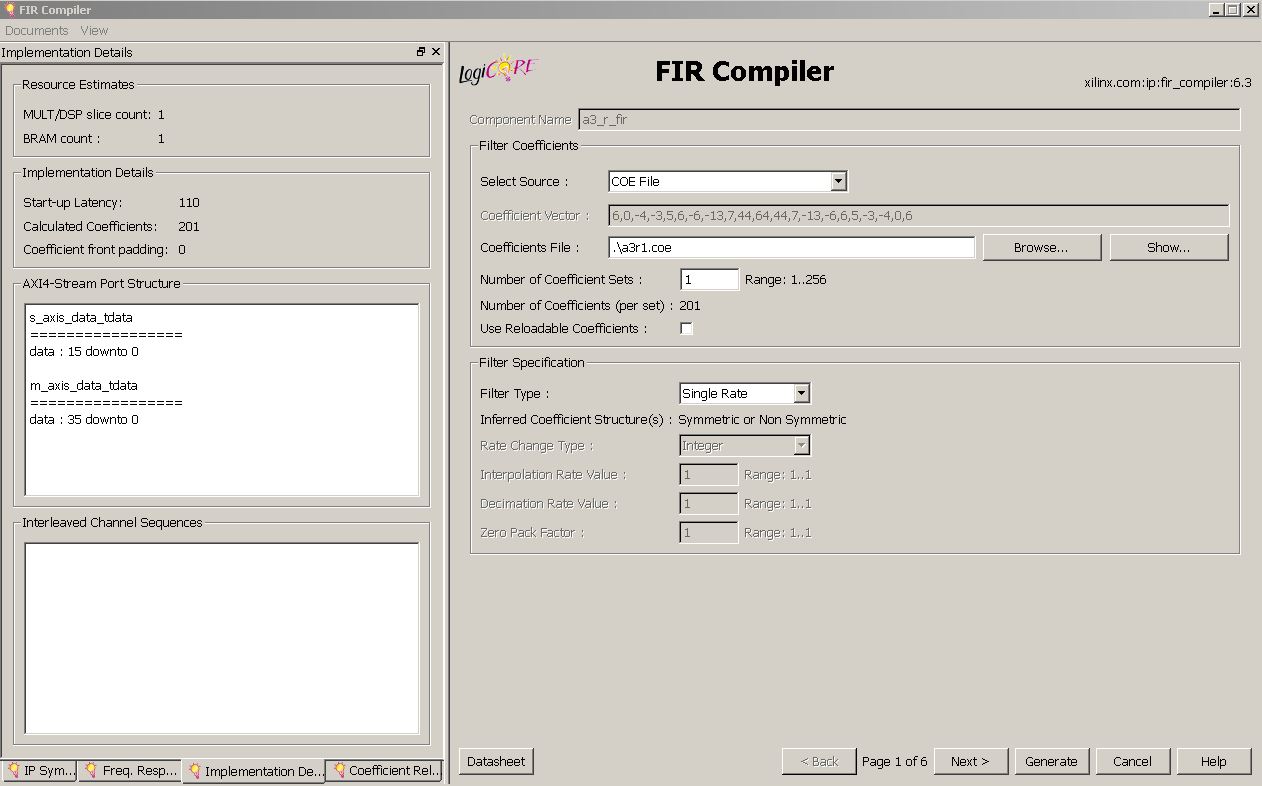 FIR Compiler
Documents View
Implementation Details
Resource Estimates
MULT/DSP slice count: 1
BRAM count : 1
Implementation Details
Start-up Latency: 110
Calculated Coefficients: 201
Coefficient front padding: 0
AXI4-Stream Port Structure
s_axis_data_tdata
=================
data : 15 downto 0
m_axis_data_tdata
=================
data : 35 downto 0
Interleaved Channel Sequences
IP Sym... Freq. Resp... Implementation De... Coefficient Rel...
LogiCORE
FIR Compiler
xilinx.com:ip:fir_compiler:6.3
Component Name a3_r_fir
Filter Coefficients
Select Source : COE File
Coefficient Vector : 6,0,-4,-3,5,6,-6,-13,7,44,64,44,7,-13,-6,6,5,-3,-4,0,6
Coefficients File : .\a3r1.coe Browse... Show...
Number of Coefficient Sets : 1 Range: 1..256
Number of Coefficients (per set) : 201
Use Reloadable Coefficients :
Filter Specification
Filter Type : Single Rate
Inferred Coefficient Structure(s) : Symmetric or Non Symmetric
Rate Change Type : Integer
Interpolation Rate Value : 1 Range: 1..1
Decimation Rate Value : 1 Range: 1..1
Zero Pack Factor : 1 Range: 1..1
Datasheet < Back Page 1 of 6 Next > Generate Cancel Help